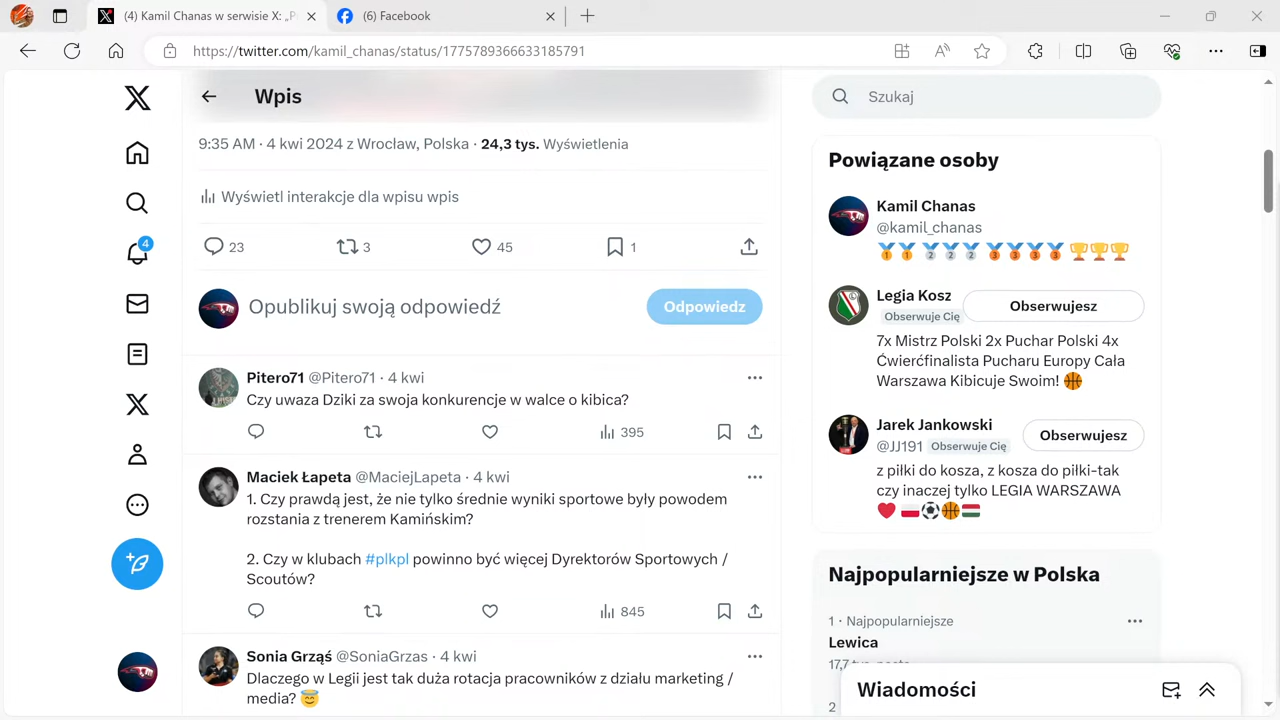 (4) Kamil Chanas w serwisie X: „P
(6) Facebook
https://twitter.com/kamil_chanas/status/1775789366633185791
Wpis
Szukaj
9:35 AM · 4 kwi 2024 z Wrocław, Polska · 24,3 tys. Wyświetlenia
Wyświetl interakcje dla wpisu wpis
23
3
45
1
4
Opublikuj swoją odpowiedź
Odpowiedz
Pitero71 @Pitero71 · 4 kwi
Czy uwaza Dziki za swoja konkurencje w walce o kibica?
395
Maciek Łapeta @MaciejLapeta · 4 kwi
1. Czy prawdą jest, że nie tylko średnie wyniki sportowe były powodem
rozstania z trenerem Kamińskim?
2. Czy w klubach #plkpl powinno być więcej Dyrektorów Sportowych /
Scoutów?
845
Sonia Grząś @SoniaGrzas · 4 kwi
Dlaczego w Legii jest tak duża rotacja pracowników z działu marketing /
media? 😇
Powiązane osoby
Kamil Chanas
@kamil_chanas
🥇🥇🥈🥈🥈🥉🥉🥉🥉🏆🏆🏆
Legia Kosz
Obserwuje Cię
Obserwujesz
7x Mistrz Polski 2x Puchar Polski 4x
Ćwierćfinalista Pucharu Europy Cała
Warszawa Kibicuje Swoim! 🏀
Jarek Jankowski
@JJ191 Obserwuje Cię
Obserwujesz
z piłki do kosza, z kosza do piłki-tak
czy inaczej tylko LEGIA WARSZAWA
❤️🇵🇱⚽🏀🇭🇺
Najpopularniejsze w Polska
1 · Najpopularniejsze
Lewica
2
Wiadomości